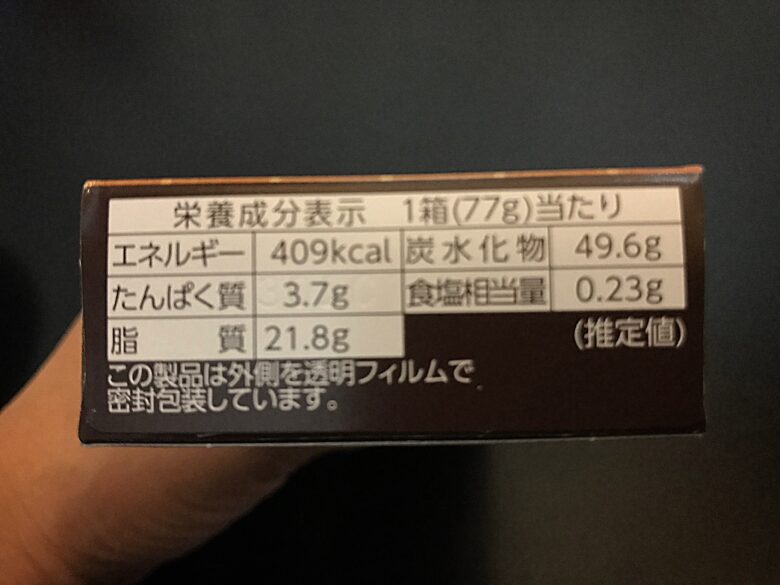 栄養成分表示 1箱(77g)当たり
エネルギー 409kcal 炭水化物 49.6g
たんぱく質 3.7g 食塩相当量 0.23g
脂質 21.8g (推定値)
この製品は外側を透明フィルムで
密封包装しています。